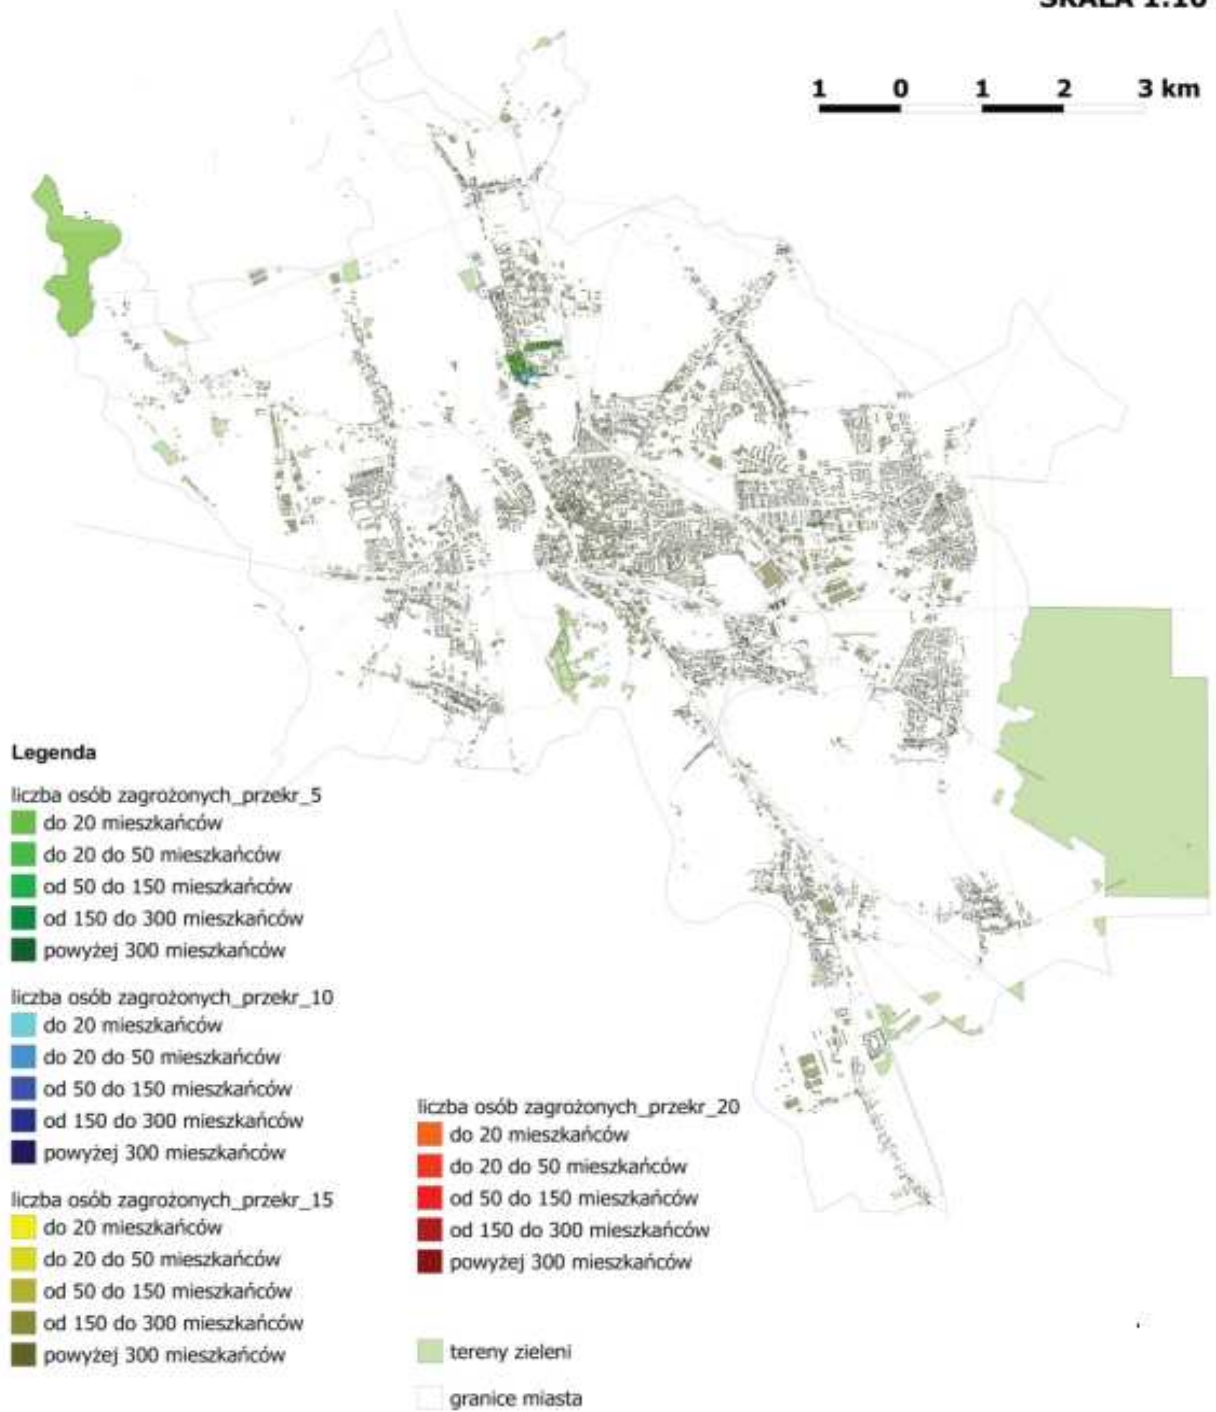 1 0 1 2 3 km
Legenda
liczba osób zagrożonych_przekr_5
do 20 mieszkańców
do 20 do 50 mieszkańców
od 50 do 150 mieszkańców
od 150 do 300 mieszkańców
powyżej 300 mieszkańców
liczba osób zagrożonych_przekr_10
do 20 mieszkańców
do 20 do 50 mieszkańców
od 50 do 150 mieszkańców
od 150 do 300 mieszkańców
powyżej 300 mieszkańców
liczba osób zagrożonych_przekr_15
do 20 mieszkańców
do 20 do 50 mieszkańców
od 50 do 150 mieszkańców
od 150 do 300 mieszkańców
powyżej 300 mieszkańców
liczba osób zagrożonych_przekr_20
do 20 mieszkańców
do 20 do 50 mieszkańców
od 50 do 150 mieszkańców
od 150 do 300 mieszkańców
powyżej 300 mieszkańców
tereny zieleni
granice miasta